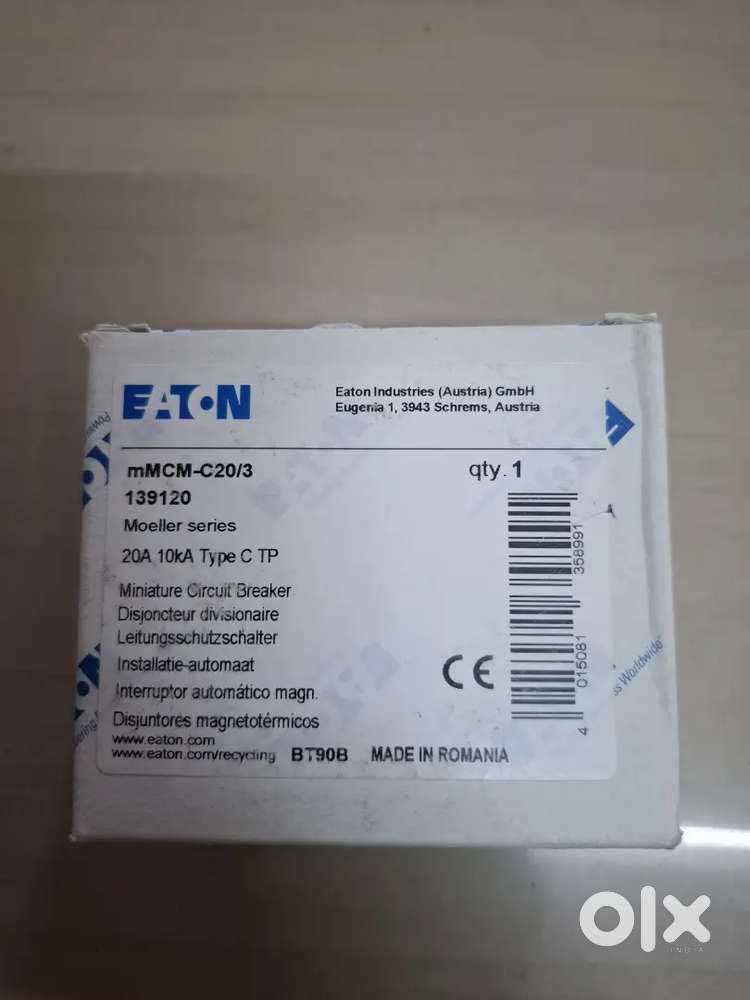 EATON
Eaton Industries (Austria) GmbH
Eugenia 1, 3943 Schrems, Austria
mMCM-C20/3
qty. 1
139120
Moeller series
20A 10kA Type C TP
Miniature Circuit Breaker
Disjoncteur divisionaire
Leitungsschutzschalter
Installatie-automaat
Interruptor automático magn.
Disjuntores magnetotérmicos
www.eaton.com
www.eaton.com/recycling BT90B MADE IN ROMANIA
CE
4 015081 358991
Worldwide
olx
INDIA